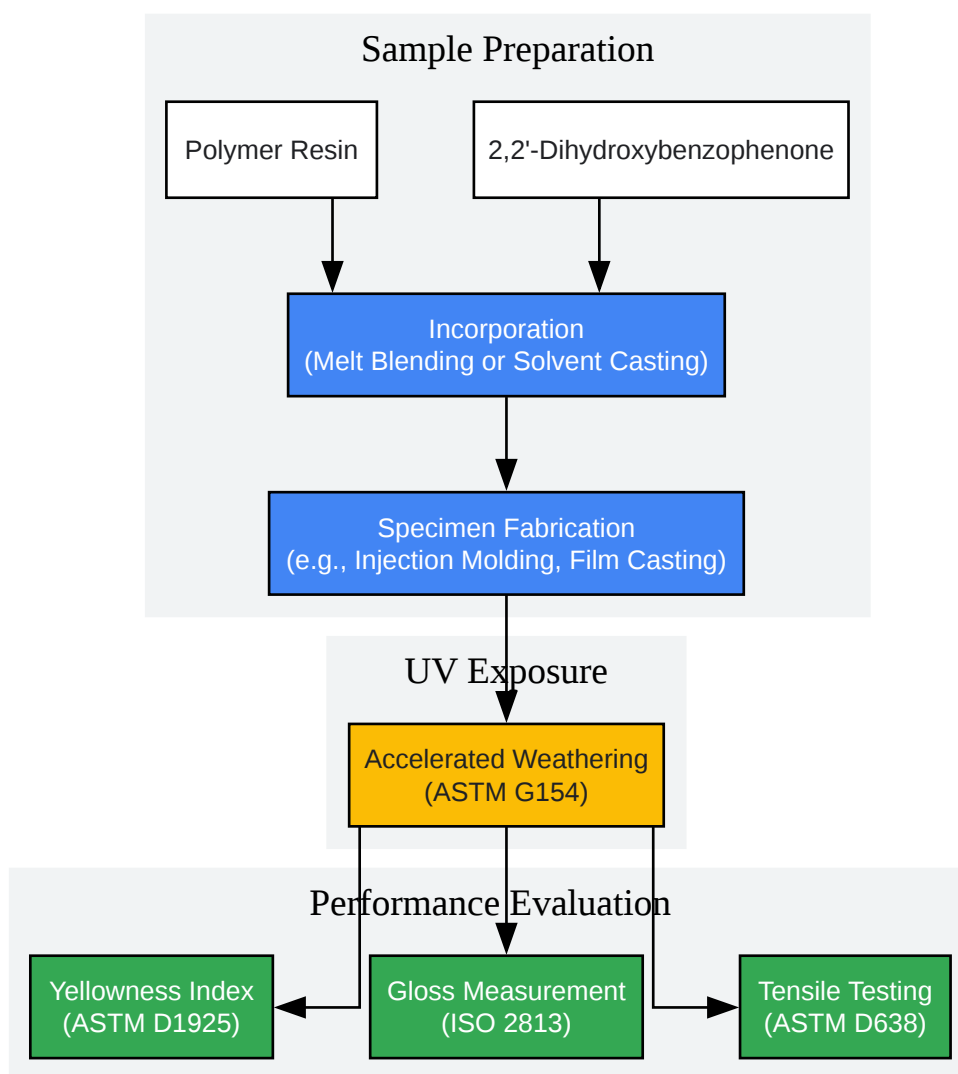 Sample Preparation
Polymer Resin
2,2'-Dihydroxybenzophenone
Incorporation
(Melt Blending or Solvent Casting)
Specimen Fabrication
(e.g., Injection Molding, Film Casting)
UV Exposure
Accelerated Weathering
(ASTM G154)
Performance Evaluation
Yellowness Index
(ASTM D1925)
Gloss Measurement
(ISO 2813)
Tensile Testing
(ASTM D638)